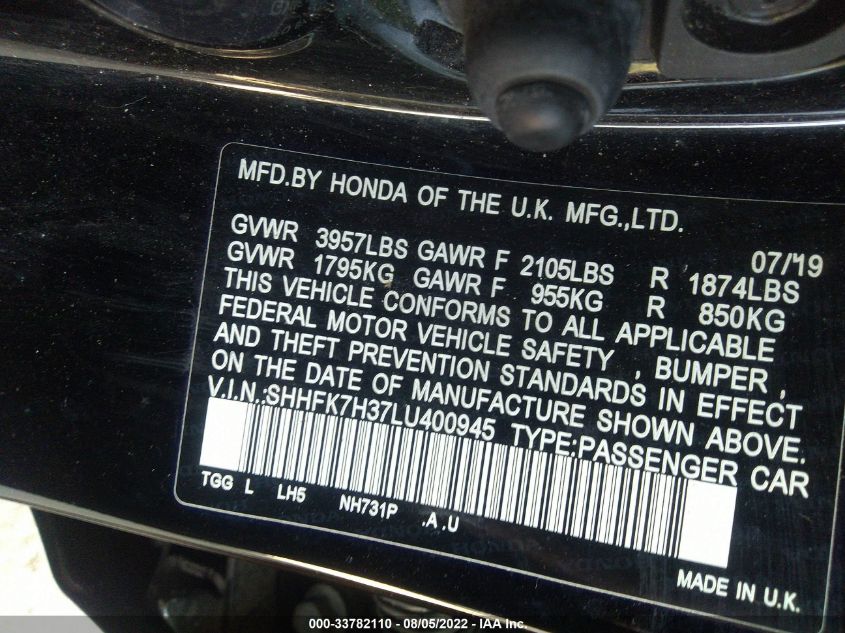 MFD.BY HONDA OF THE U.K. MFG.,LTD.
07/19
GVWR 3957LBS GAWR F 2105LBS R 1874LBS
GVWR 1795KG GAWR F 955KG R 850KG
THIS VEHICLE CONFORMS TO ALL APPLICABLE
FEDERAL MOTOR VEHICLE SAFETY , BUMPER ,
AND THEFT PREVENTION STANDARDS IN EFFECT
ON THE DATE OF MANUFACTURE SHOWN ABOVE.
V.I.N.:SHHFK7H37LU400945 TYPE:PASSENGER CAR
TGG L LH5 NH731P .A .U
MADE IN U.K.
000-33782110 - 08/05/2022 - IAA Inc.